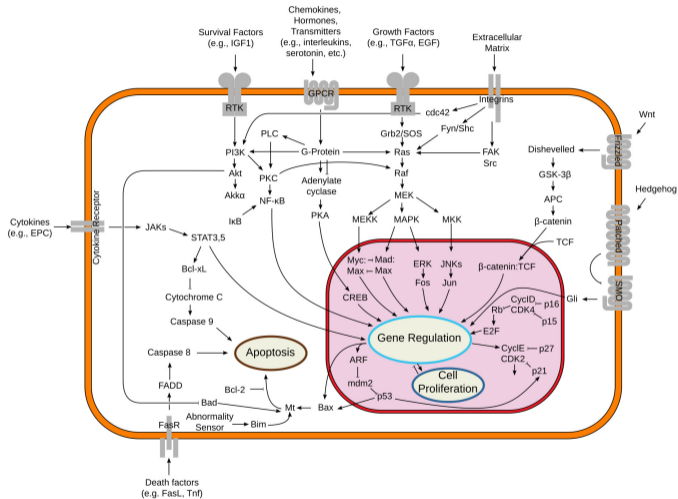 Chemokines,
Hormones,
Transmitters
(e.g., interleukins,
serotonin, etc.)
Survival Factors
(e.g., IGF1)
Growth Factors
(e.g., TGFα, EGF)
Extracellular
Matrix
RTK
GPCR
RTK
Integrins
cdc42
Wnt
PLC
Grb2/SOS
Fyn/Shc
Frizzled
PI3K
G-Protein
Ras
FAK
Src
Dishevelled
Akt
PKC
Adenylate
cyclase
Raf
GSK-3β
Akkα
NF-κB
MEK
APC
Hedgehog
IκB
PKA
MEKK
MAPK
MKK
β-catenin
Cytokines
(e.g., EPC)
Cytokine Receptor
JAKs
STAT3,5
TCF
Patched
Myc:
Mad:
Max
Max
ERK
JNKs
β-catenin:TCF
Bcl-xL
Fos
Jun
SMO
Cytochrome C
CREB
Gli
CycID
p16
Rb
CDK4
p15
Caspase 9
E2F
Gene Regulation
Caspase 8
Apoptosis
ARF
CycIE
p27
CDK2
p21
FADD
Bcl-2
mdm2
Cell
Proliferation
Bad
Mt
Bax
p53
FasR
Abnormality
Sensor
Bim
Death factors
(e.g. FasL, Tnf)